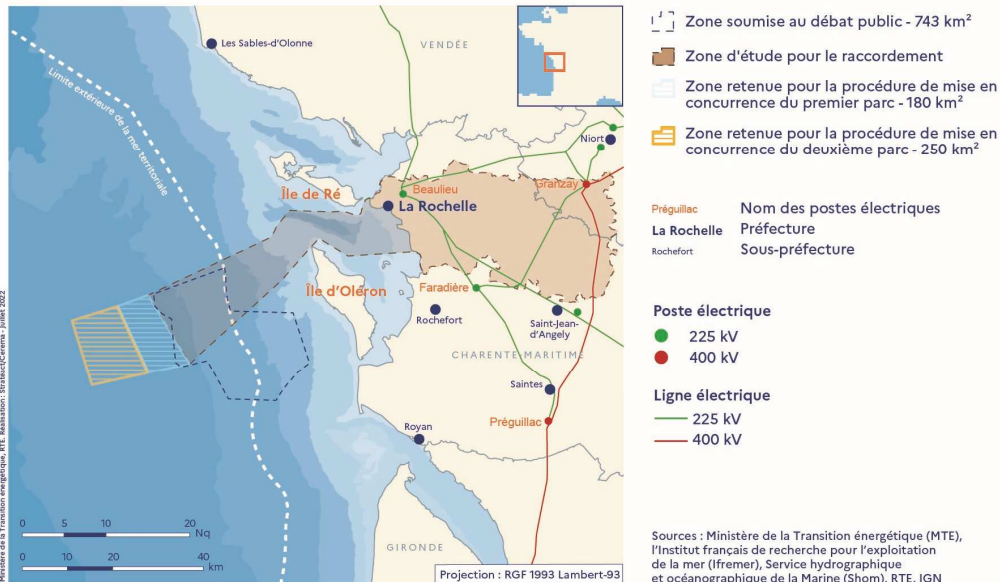 Les Sables-d'Olonne
VENDÉE
Limite extérieure de la mer territoriale
Niort
Île de Ré
Beaulieu
Granzay
La Rochelle
Île d'Oléron
Faradière
Rochefort
Saint-Jean-
d'Angely
CHARENTE-MARITIME
Saintes
Préguillac
Royan
GIRONDE
0 5 10 20
Nq
0 10 20 40
km
Projection : RGF 1993 Lambert-93
Ministère de la Transition énergétique, RTE. Réalisation : Stratéact/Cerema - Juillet 2022
Zone soumise au débat public - 743 km²
Zone d'étude pour le raccordement
Zone retenue pour la procédure de mise en
concurrence du premier parc - 180 km²
Zone retenue pour la procédure de mise en
concurrence du deuxième parc - 250 km²
Préguillac Nom des postes électriques
La Rochelle Préfecture
Rochefort Sous-préfecture
Poste électrique
225 kV
400 kV
Ligne électrique
225 kV
400 kV
Sources : Ministère de la Transition énergétique (MTE),
l'Institut français de recherche pour l'exploitation
de la mer (Ifremer), Service hydrographique
et océanographique de la Marine (Shom), RTE, IGN